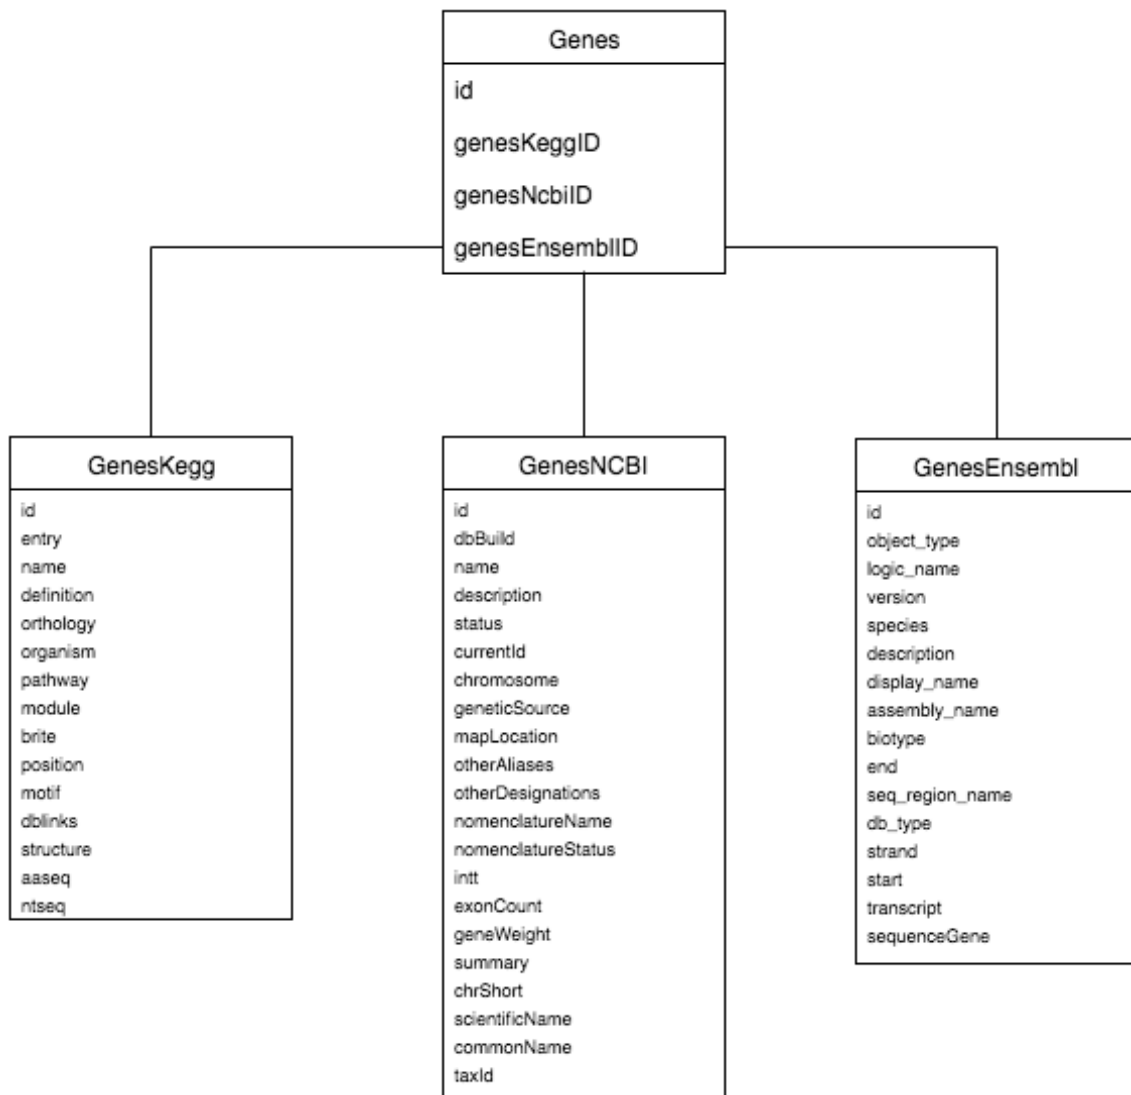 Genes
id
genesKeggID
genesNcbiID
genesEnsemblID
GenesKegg
id
entry
name
definition
orthology
organism
pathway
module
brite
position
motif
dblinks
structure
aaseq
ntseq
GenesNCBI
id
dbBuild
name
description
status
currentId
chromosome
geneticSource
mapLocation
otherAliases
otherDesignations
nomenclatureName
nomenclatureStatus
intt
exonCount
geneWeight
summary
chrShort
scientificName
commonName
taxId
GenesEnsembl
id
object_type
logic_name
version
species
description
display_name
assembly_name
biotype
end
seq_region_name
db_type
strand
start
transcript
sequenceGene